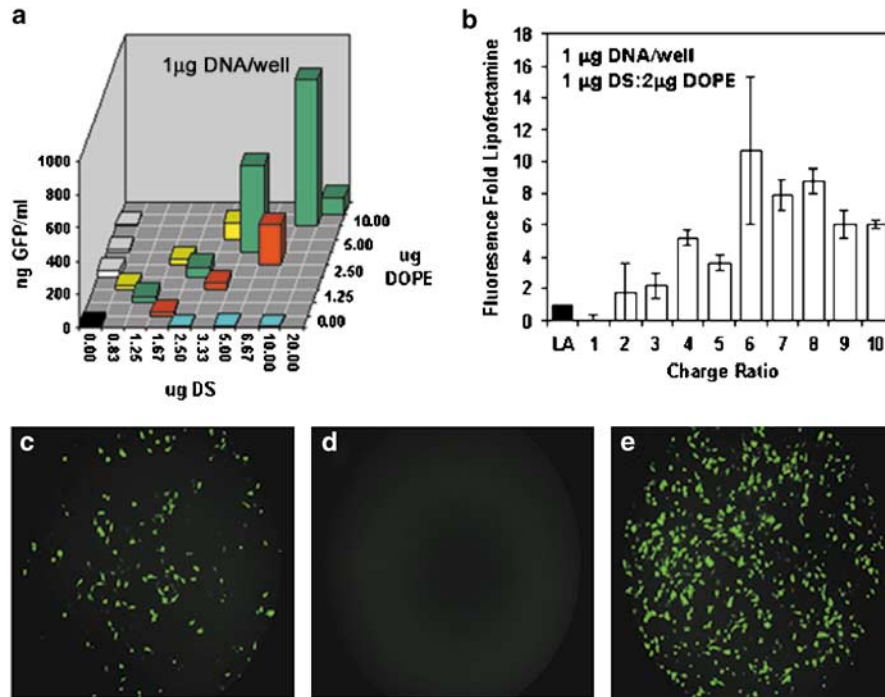 a
1µg DNA/well
ng GFP/ml
1000
800
600
400
200
0
0.00
0.83
1.25
1.67
2.50
3.33
5.00
6.67
10.00
20.00
ug DS
10.00
5.00
2.50
1.25
0.00
ug
DOPE
b
1 µg DNA/well
1 µg DS:2µg DOPE
Fluoresence Fold Lipofectamine
18
16
14
12
10
8
6
4
2
0
LA 1 2 3 4 5 6 7 8 9 10
Charge Ratio
c
d
e